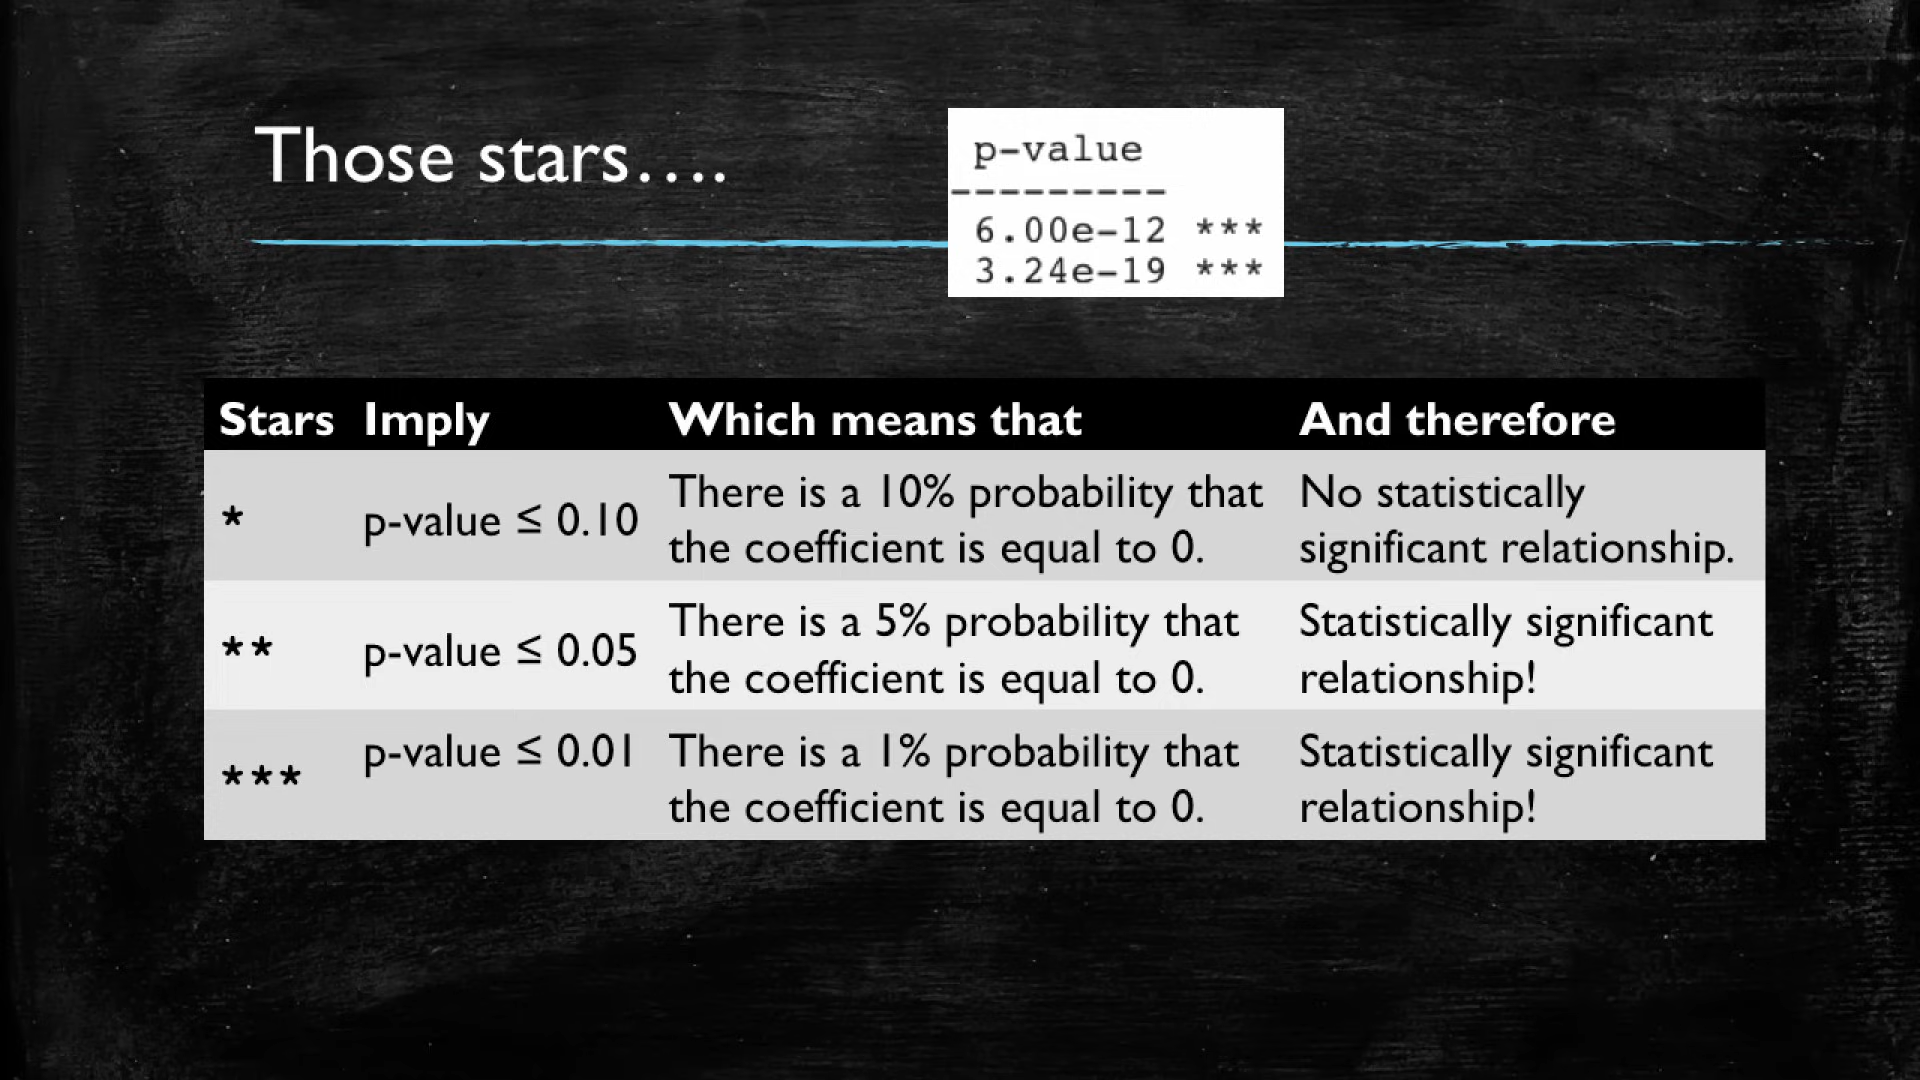 Those stars....
p-value
---------
6.00e-12 ***
3.24e-19 ***
Stars Imply Which means that And therefore
* p-value ≤ 0.10 There is a 10% probability that the coefficient is equal to 0. No statistically significant relationship.
** p-value ≤ 0.05 There is a 5% probability that the coefficient is equal to 0. Statistically significant relationship!
*** p-value ≤ 0.01 There is a 1% probability that the coefficient is equal to 0. Statistically significant relationship!